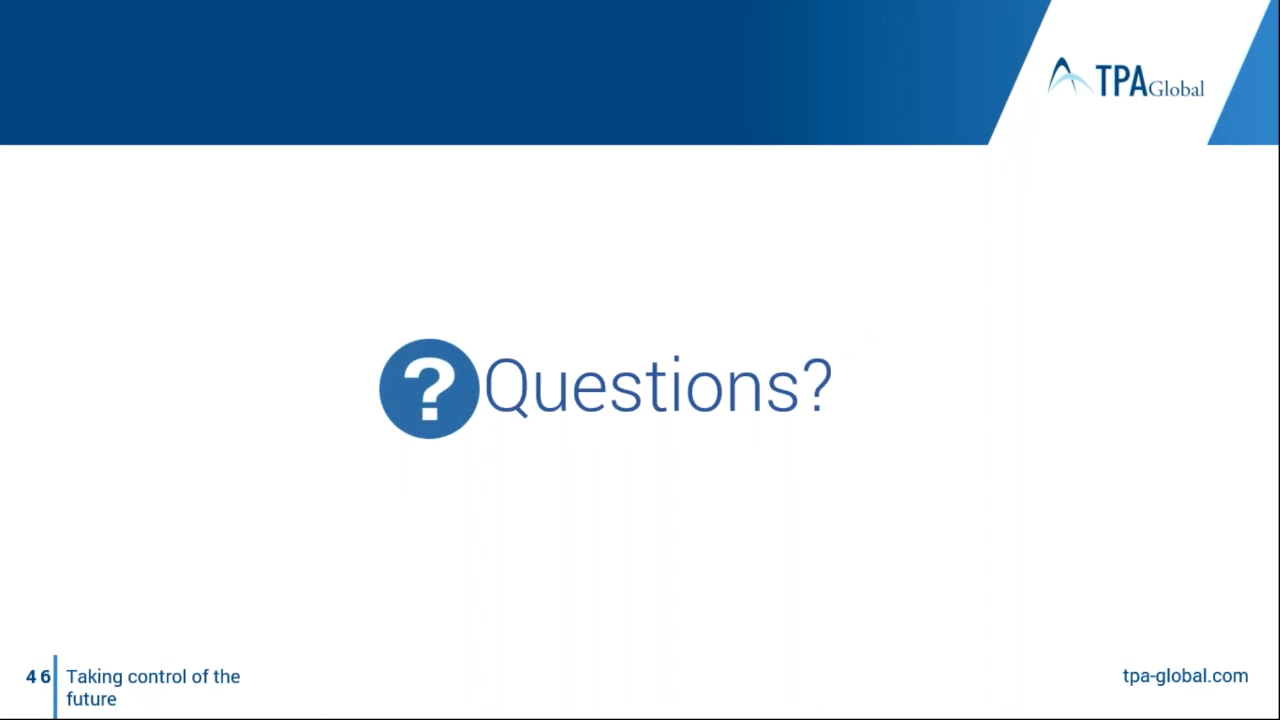 TPAGlobal
?Questions?
46
Taking control of the
future
tpa-global.com